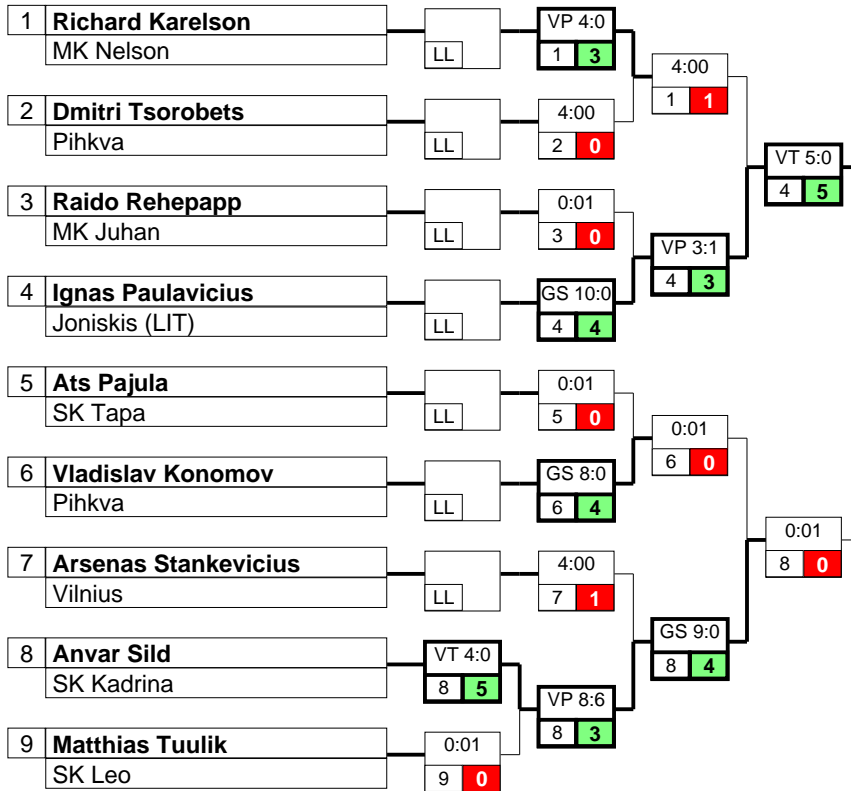 1 Richard Karelson
MK Nelson
LL
VP 4:0
1 3
4:00
1 1
2 Dmitri Tsorobets
Pihkva
LL
4:00
2 0
VT 5:0
4 5
3 Raido Rehepapp
MK Juhan
LL
0:01
3 0
VP 3:1
4 3
4 Ignas Paulavicius
Joniskis (LIT)
LL
GS 10:0
4 4
5 Ats Pajula
SK Tapa
LL
0:01
5 0
0:01
6 0
6 Vladislav Konomov
Pihkva
LL
GS 8:0
6 4
0:01
8 0
7 Arsenas Stankevicius
Vilnius
LL
4:00
7 1
GS 9:0
8 4
8 Anvar Sild
SK Kadrina
VT 4:0
8 5
VP 8:6
8 3
9 Matthias Tuulik
SK Leo
0:01
9 0